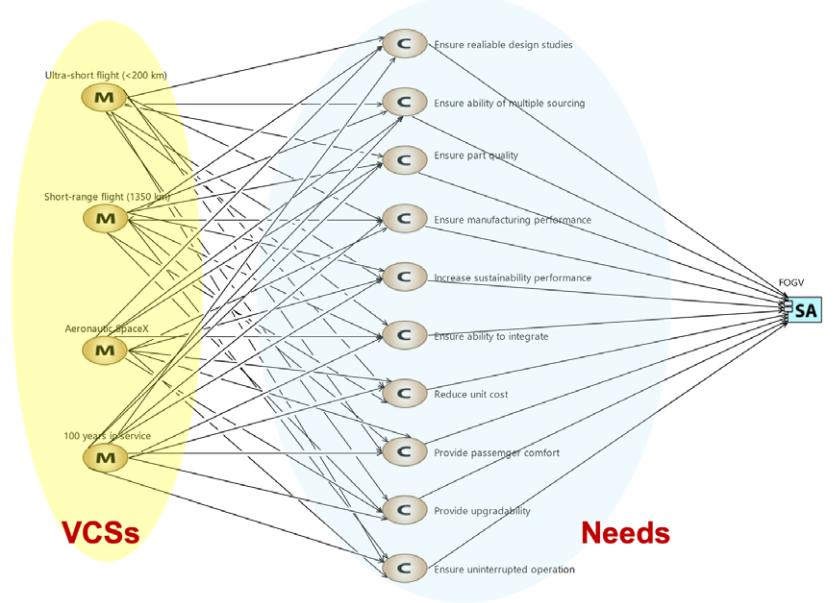 Ultra-short flight (<200 km)
M
Short-range flight (1350 km)
M
Aeronautic SpaceX
M
100 years in service
M
VCSs
C
Ensure realiable design studies
C
Ensure ability of multiple sourcing
C
Ensure part quality
C
Ensure manufacturing performance
C
Increase sustainability performance
C
Ensure ability to integrate
C
Reduce unit cost
C
Provide passemger comfort
C
Provide upgradability
C
Ensure uninterrupted operation
Needs
FOGV
SA